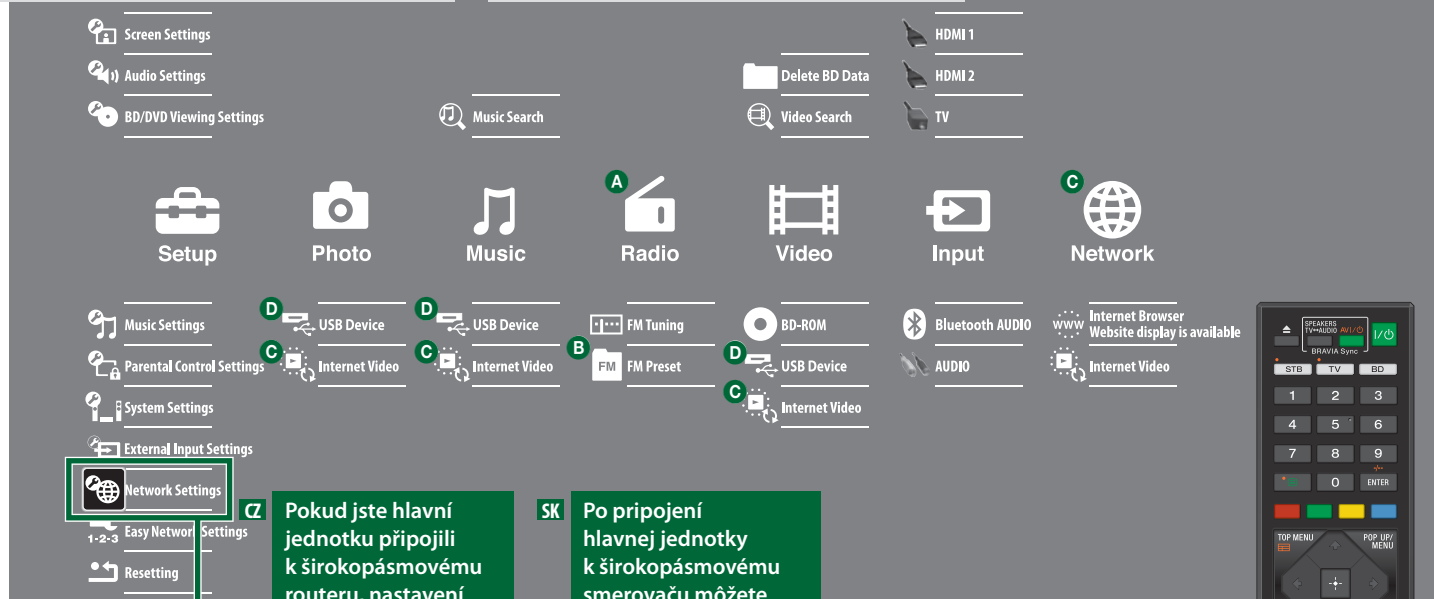 Screen Settings
HDMI 1
Audio Settings
Delete BD Data
HDMI 2
BD/DVD Viewing Settings
Music Search
Video Search
TV
A
C
Setup
Photo
Music
Radio
Video
Input
Network
Music Settings
D
USB Device
D
USB Device
FM Tuning
BD-ROM
Bluetooth AUDIO
www
Internet Browser
Website display is available
Parental Control Settings
C
Internet Video
C
Internet Video
B
FM
FM Preset
D
USB Device
AUDIO
Internet Video
System Settings
C
Internet Video
External Input Settings
Network Settings
1-2-3
Easy Network Settings
Resetting
CZ
Pokud jste hlavní
jednotku připojili
k širokopásmovému
routeru, nastavení
SK
Po pripojení
hlavnej jednotky
k širokopásmovému
smerovaču môžete
SPEAKERS
TV↔AUDIO
AV I/⏻
I/⏻
BRAVIA Sync
STB
TV
BD
1 2 3
4 5 6
7 8 9
-/--
0 ENTER
TOP MENU
POP UP/
MENU